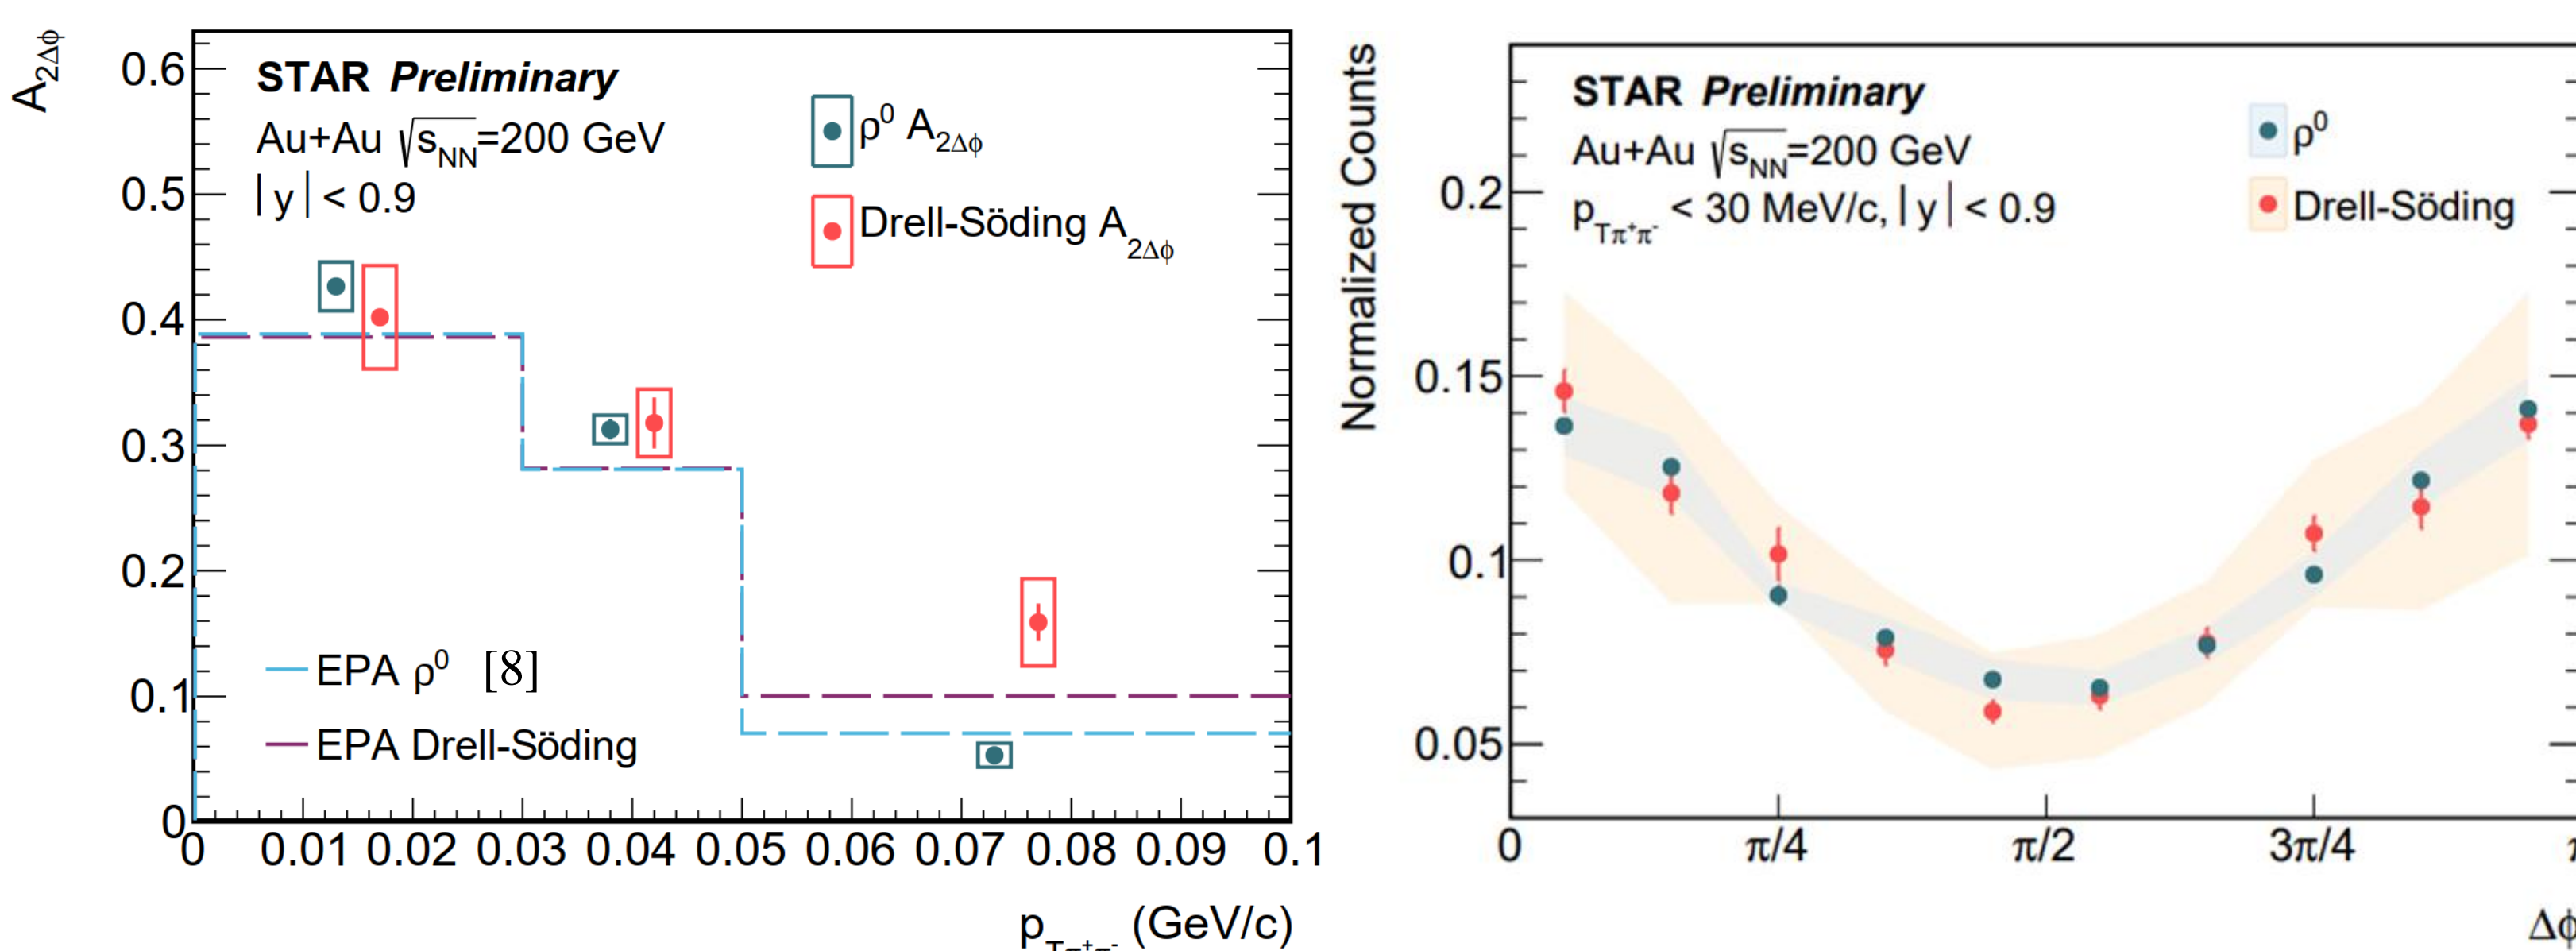 A2Δϕ
0.6
0.5
0.4
0.3
0.2
0.1
0
STAR Preliminary
Au+Au √sNN=200 GeV
| y | < 0.9
ρ0 A2Δϕ
Drell-Söding A2Δϕ
EPA ρ0 [8]
EPA Drell-Söding
0 0.01 0.02 0.03 0.04 0.05 0.06 0.07 0.08 0.09 0.1
pTπ+π- (GeV/c)
Normalized Counts
0.2
0.15
0.1
0.05
STAR Preliminary
Au+Au √sNN=200 GeV
pTπ+π- < 30 MeV/c, | y | < 0.9
ρ0
Drell-Söding
0 π/4 π/2 3π/4
Δϕ